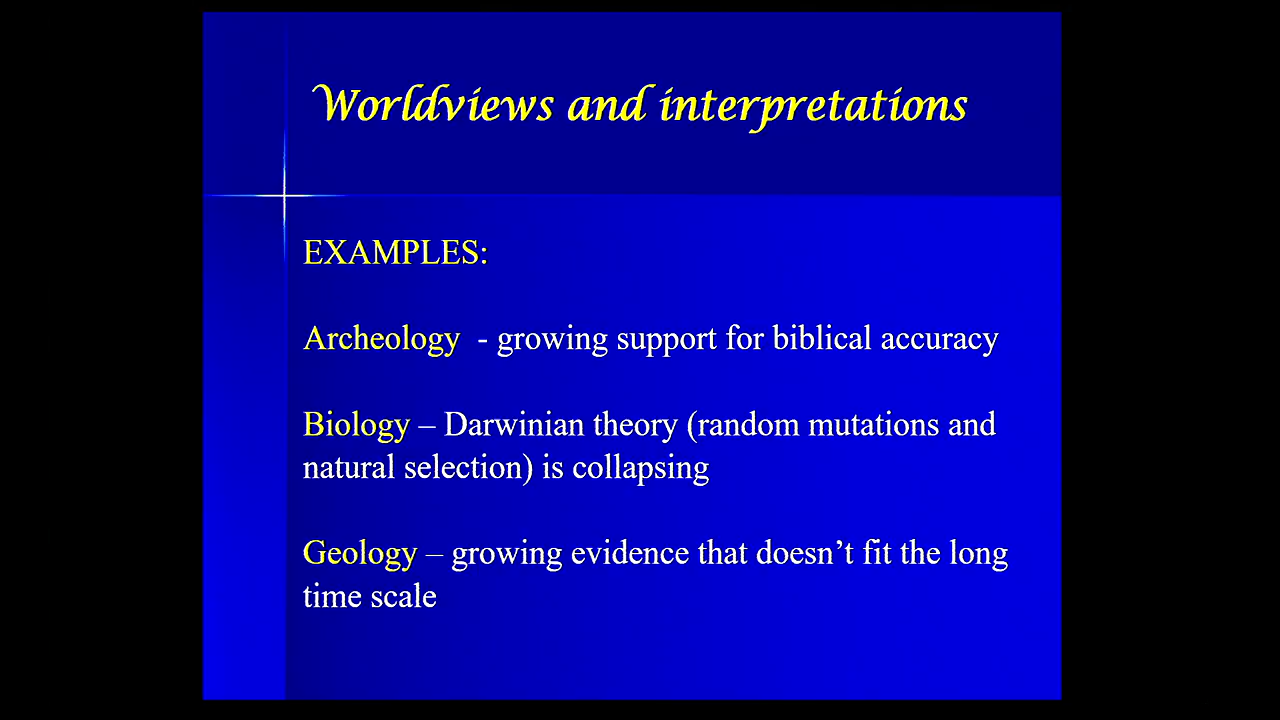 Worldviews and interpretations
EXAMPLES:
Archeology - growing support for biblical accuracy
Biology – Darwinian theory (random mutations and
natural selection) is collapsing
Geology – growing evidence that doesn’t fit the long
time scale